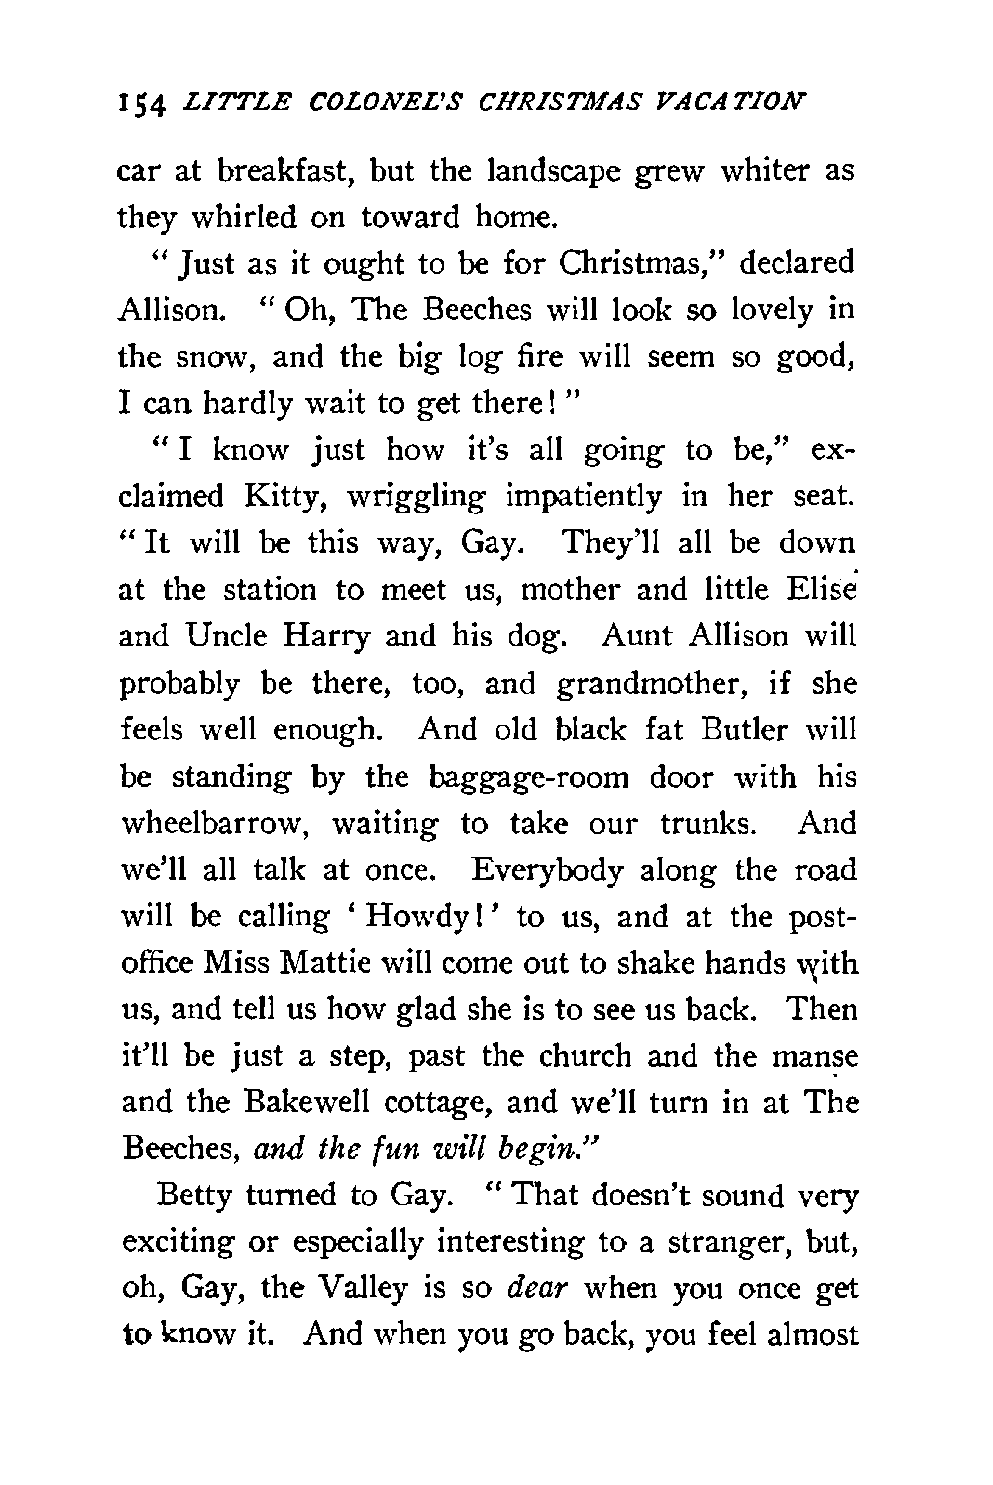 154 LITTLE COLONEL'S CHRISTMAS VACATION
car at breakfast, but the landscape grew whiter as
they whirled on toward home.
" Just as it ought to be for Christmas," declared
Allison. " Oh, The Beeches will look so lovely in
the snow, and the big log fire will seem so good,
I can hardly wait to get there! "
" I know just how it's all going to be," ex-
claimed Kitty, wriggling impatiently in her seat.
" It will be this way, Gay. They'll all be down
at the station to meet us, mother and little Elise
and Uncle Harry and his dog. Aunt Allison will
probably be there, too, and grandmother, if she
feels well enough. And old black fat Butler will
be standing by the baggage-room door with his
wheelbarrow, waiting to take our trunks. And
we'll all talk at once. Everybody along the road
will be calling ' Howdy!' to us, and at the post-
office Miss Mattie will come out to shake hands with
us, and tell us how glad she is to see us back. Then
it'll be just a step, past the church and the manse
and the Bakewell cottage, and we'll turn in at The
Beeches, and the fun will begin."
Betty turned to Gay. " That doesn't sound very
exciting or especially interesting to a stranger, but,
oh, Gay, the Valley is so dear when you once get
to know it. And when you go back, you feel almost